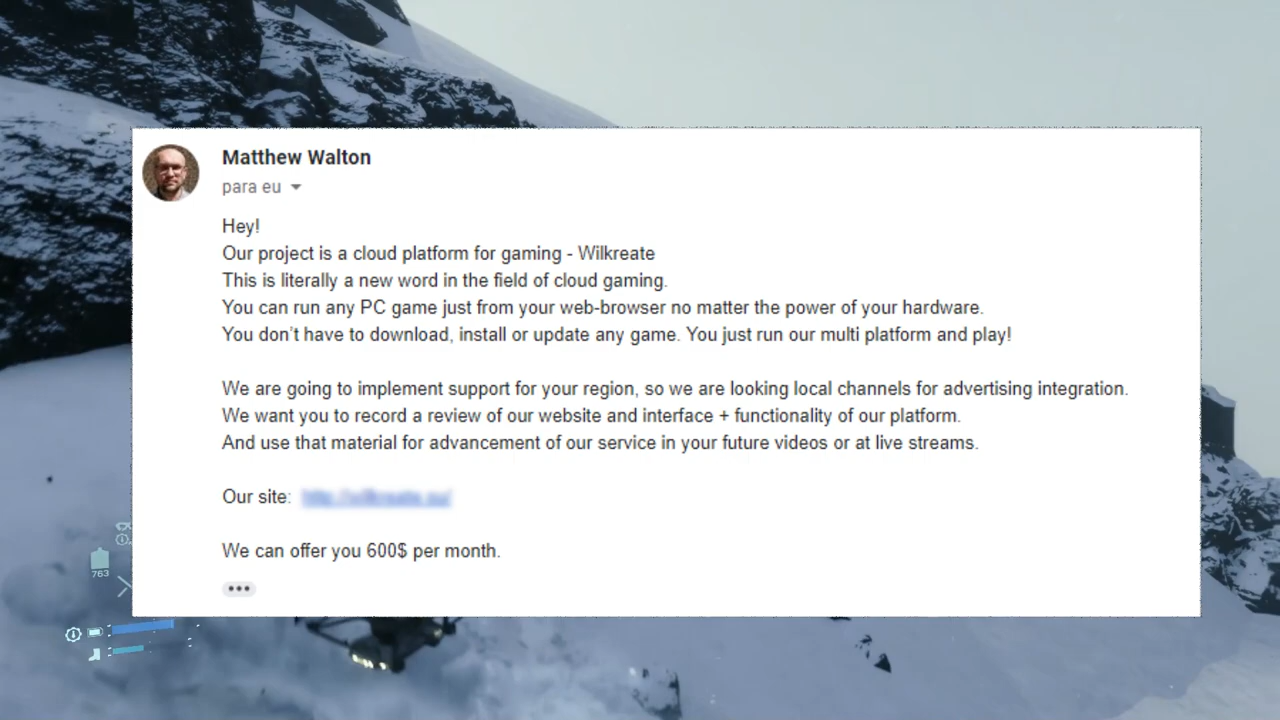 Matthew Walton
para eu
Hey!
Our project is a cloud platform for gaming - Wilkreate
This is literally a new word in the field of cloud gaming.
You can run any PC game just from your web-browser no matter the power of your hardware.
You don't have to download, install or update any game. You just run our multi platform and play!
We are going to implement support for your region, so we are looking local channels for advertising integration.
We want you to record a review of our website and interface + functionality of our platform.
And use that material for advancement of our service in your future videos or at live streams.
Our site:
We can offer you 600$ per month.
763